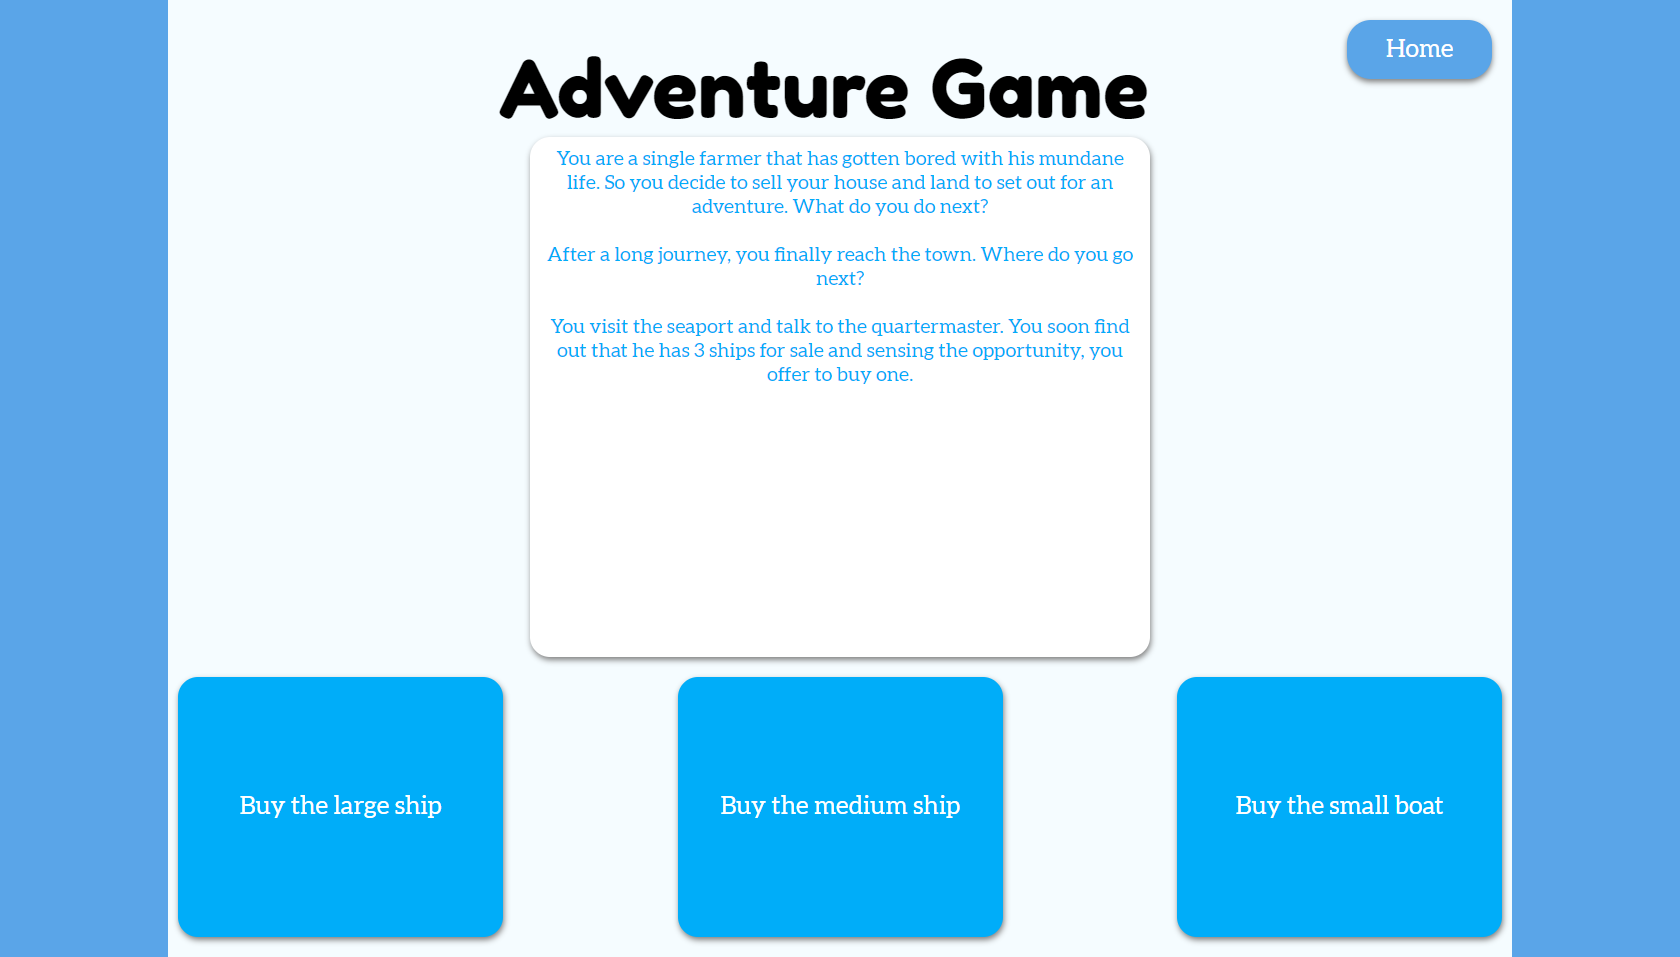 Home
Adventure Game
You are a single farmer that has gotten bored with his mundane
life. So you decide to sell your house and land to set out for an
adventure. What do you do next?
After a long journey, you finally reach the town. Where do you go
next?
You visit the seaport and talk to the quartermaster. You soon find
out that he has 3 ships for sale and sensing the opportunity, you
offer to buy one.
Buy the large ship
Buy the medium ship
Buy the small boat